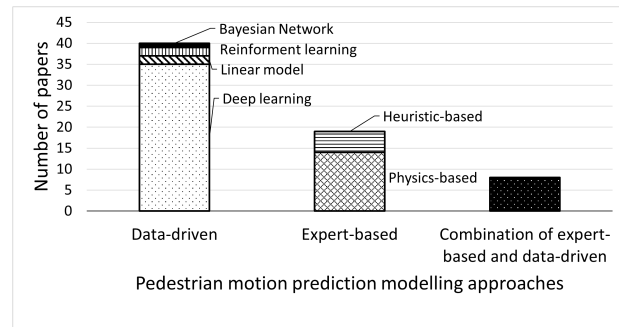 Number of papers
45
40
35
30
25
20
15
10
5
0
Bayesian Network
Reinforment learning
Linear model
Deep learning
Heuristic-based
Physics-based
Data-driven
Expert-based
Combination of expert-
based and data-driven
Pedestrian motion prediction modelling approaches